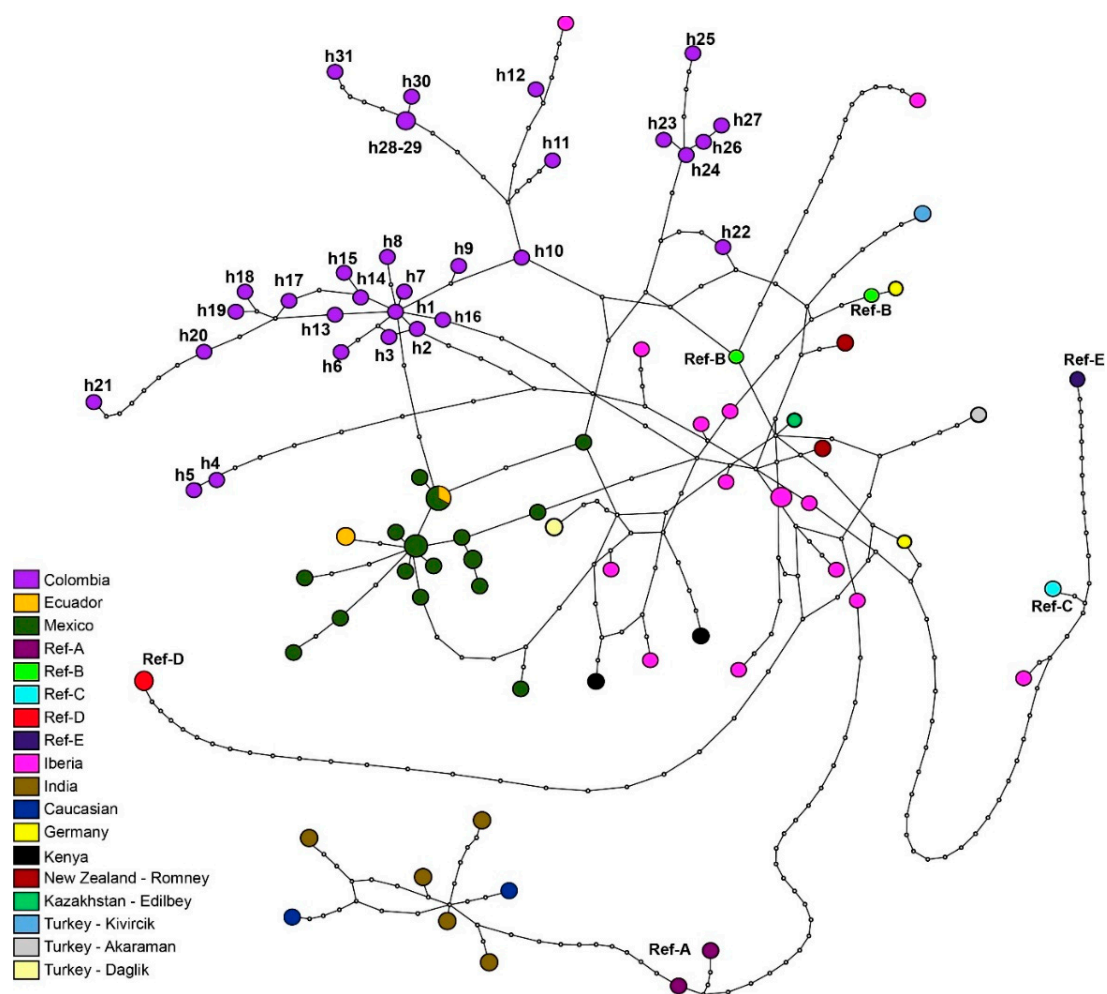 h25
h31
h30
h12
h23
h27
h26
h28-29
h11
h24
h22
h8
h15
h9
h10
h18
h17
h14
h7
h1
h19
h16
Ref-B
h13
h2
h20
h3
h6
Ref-B
Ref-E
h21
h4
h5
Ref-C
Ref-D
Ref-A
Colombia
Ecuador
Mexico
Ref-A
Ref-B
Ref-C
Ref-D
Ref-E
Iberia
India
Caucasian
Germany
Kenya
New Zealand - Romney
Kazakhstan - Edilbey
Turkey - Kivircik
Turkey - Akaraman
Turkey - Daglik